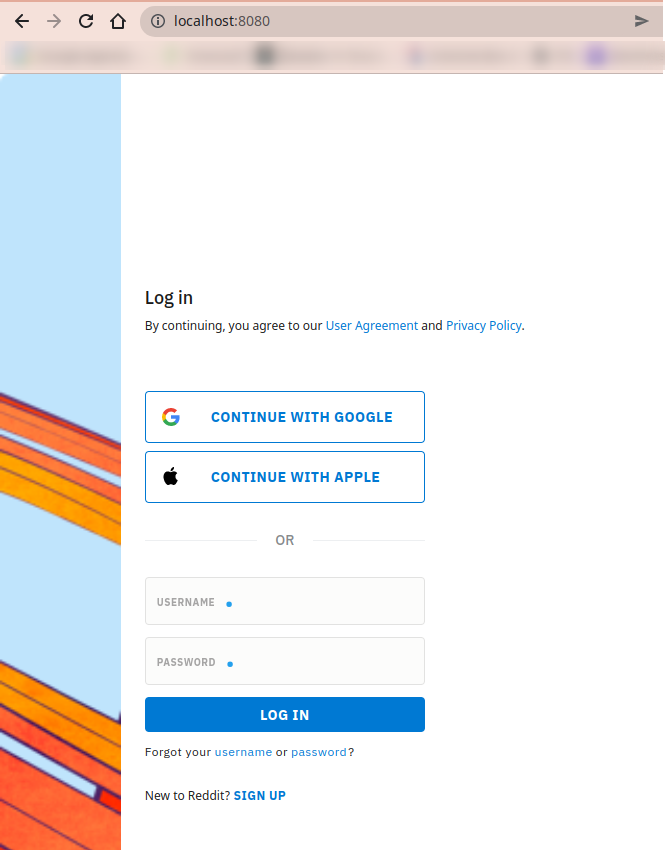 localhost:8080
Log in
By continuing, you agree to our User Agreement and Privacy Policy.
CONTINUE WITH GOOGLE
CONTINUE WITH APPLE
OR
USERNAME
PASSWORD
LOG IN
Forgot your username or password?
New to Reddit? SIGN UP